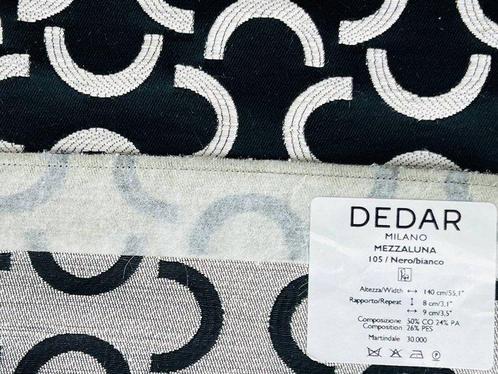 DEDAR
MILANO
MEZZALUNA
105 / Nero/bianco
Altezza/Width ↔ 140 cm/55,1"
Rapporto/Repeat ↕ 8 cm/3,1"
↔ 9 cm/3,5"
Composizione 50% CO 24% PA
Composition 26% PES
Martindale 30.000